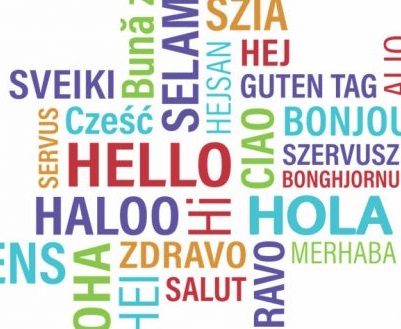 SZIA
Bună z
SELAM
HEJSAN
HEJ
ALO
SVEIKI
GUTEN TAG
SERVUS
Cześć
CIAO
BONJOU
HELLO
SZERVUSZ
BONGHJORNU
HALOO
Hi
HOLA
ENS
OHA
ZDRAVO
RAVO
MERHABA
HEI
SALUT